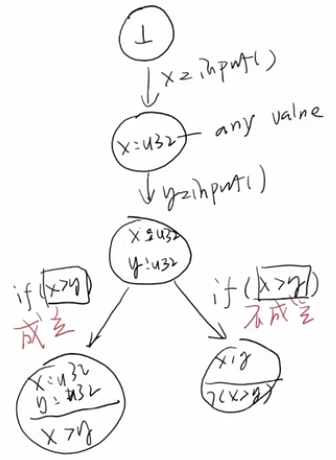 ⊥
x=input()
x:u32
any value
y=input()
x:u32
y:u32
if(x>y)
成立
if(x>y)
不成立
x:u32
y:u32
x>y
x,y
¬(x>y)